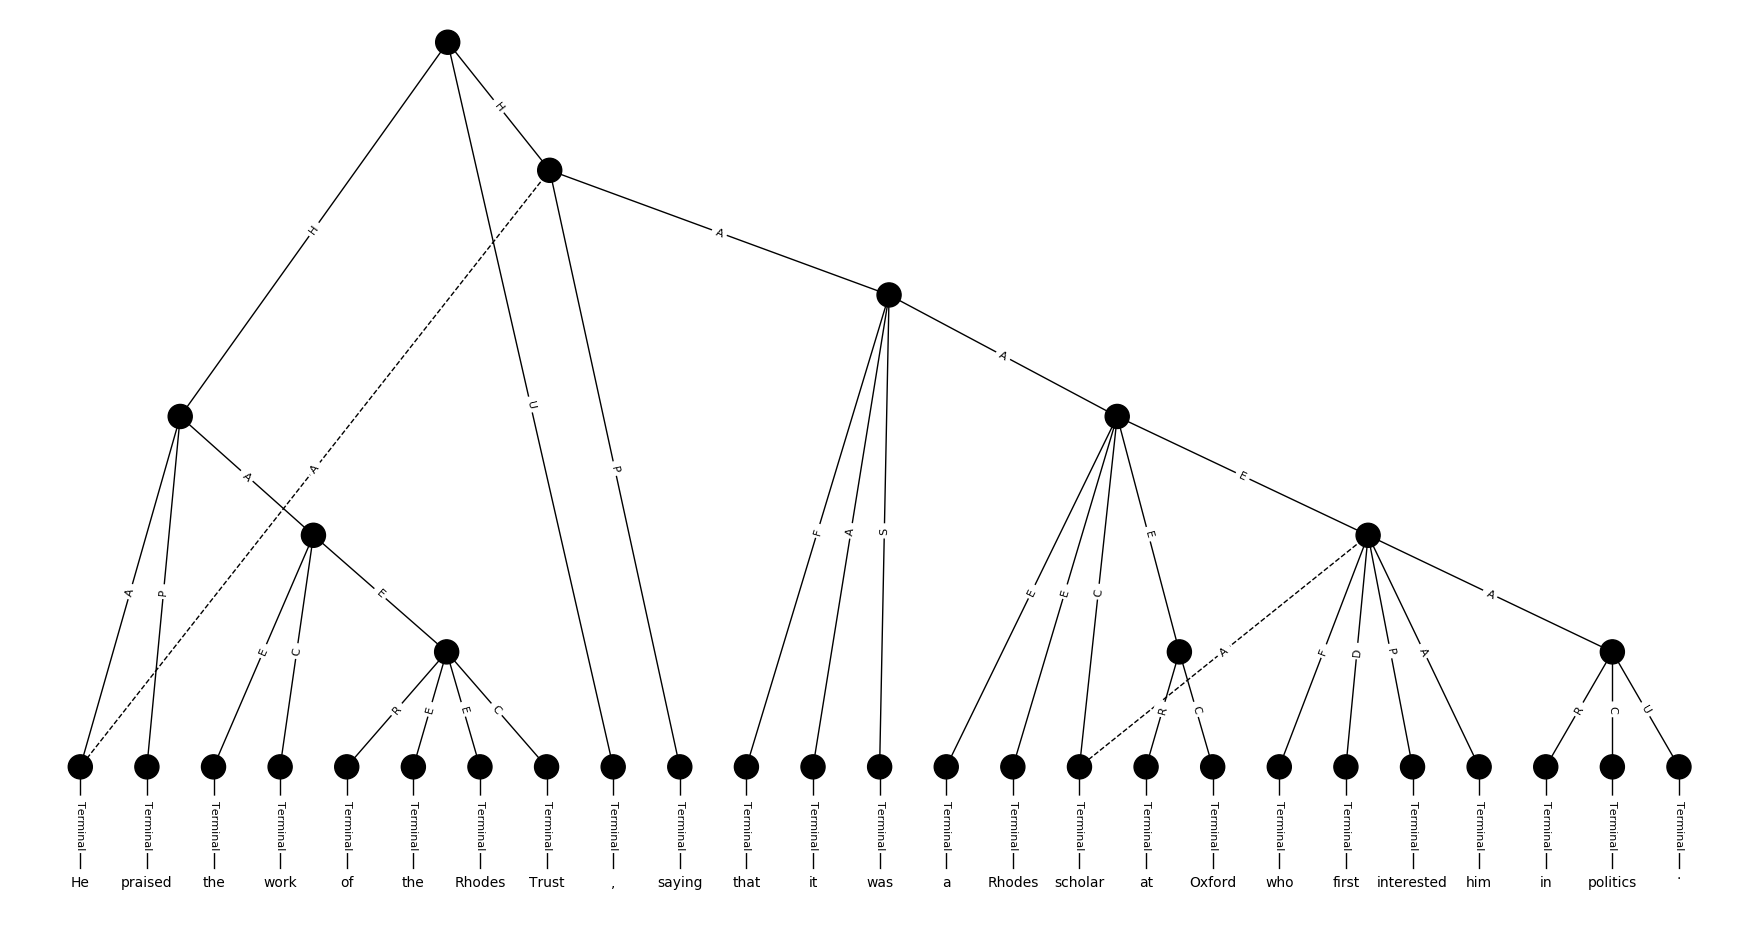 H
H
H
A
A
U
P
A
A
A
E
F
A
S
E
A
P
E
E
E
C
A
E
C
R
A
F
D
P
A
R
E
E
C
R
C
R
C
U
Terminal Terminal Terminal Terminal Terminal Terminal Terminal Terminal Terminal Terminal Terminal Terminal Terminal Terminal Terminal Terminal Terminal Terminal Terminal Terminal Terminal Terminal Terminal Terminal Terminal
He praised the work of the Rhodes Trust , saying that it was a Rhodes scholar at Oxford who first interested him in politics .